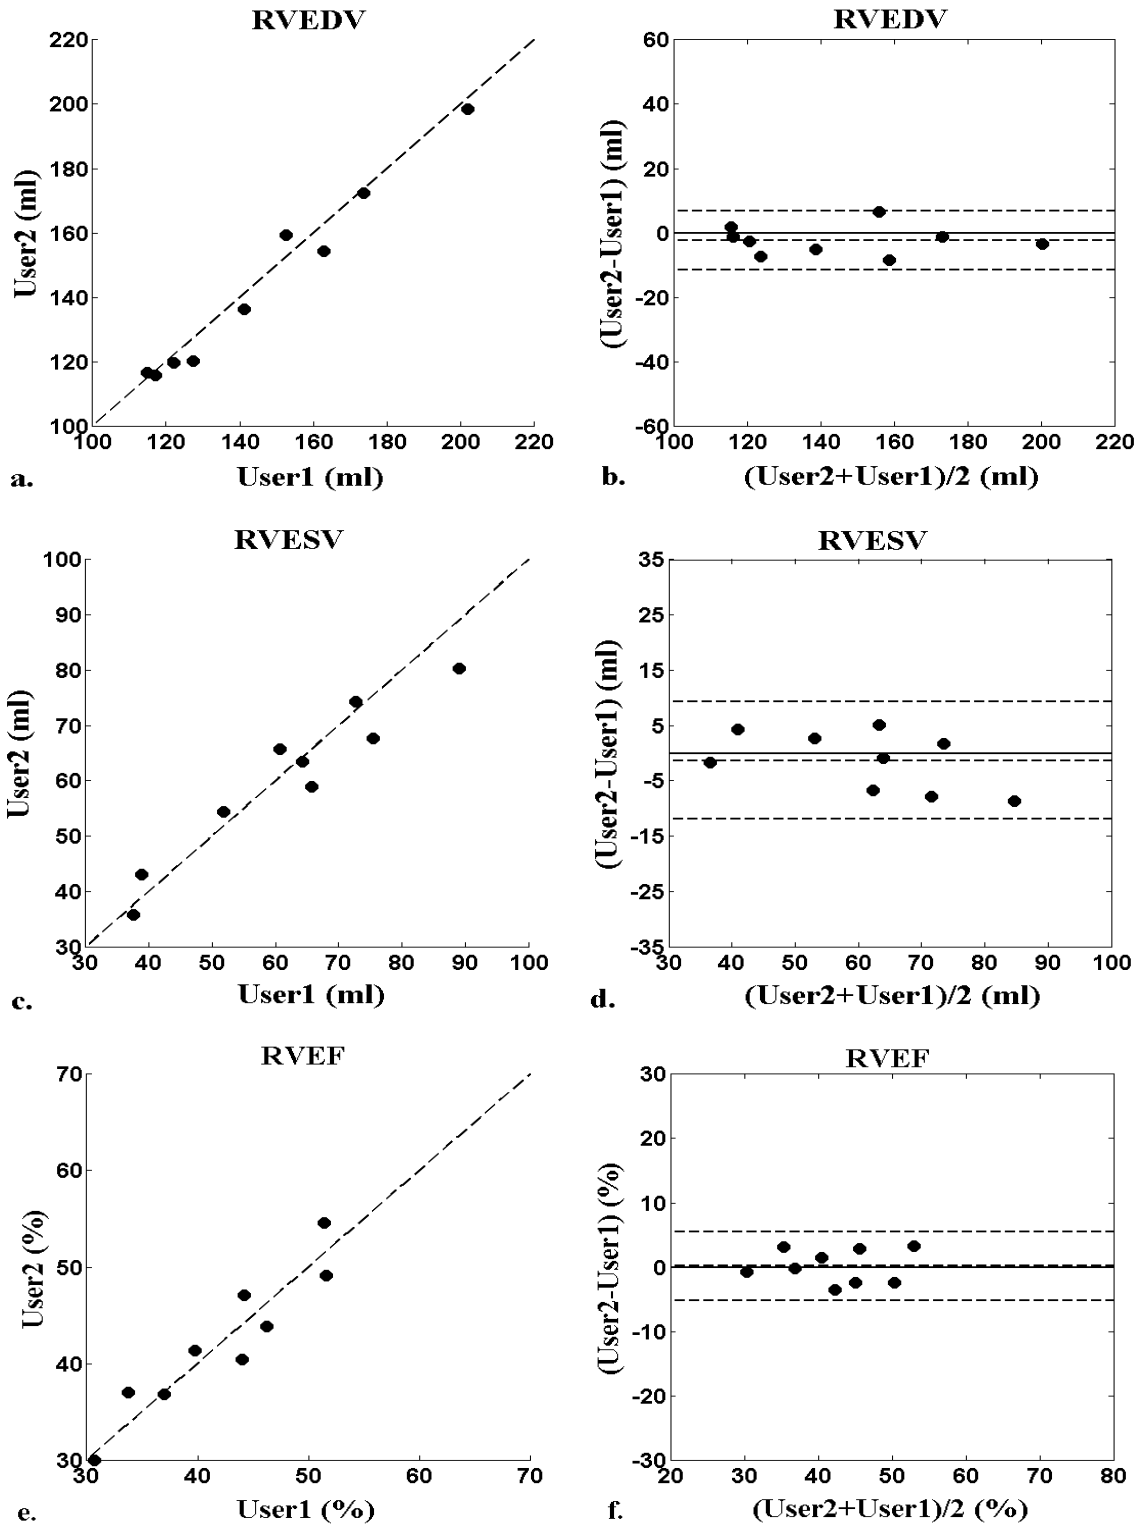 RVEDV
220
200
180
160
140
120
100
User2 (ml)
100 120 140 160 180 200 220
User1 (ml)
a.
RVEDV
60
40
20
0
-20
-40
-60
(User2-User1) (ml)
100 120 140 160 180 200 220
(User2+User1)/2 (ml)
b.
RVESV
100
90
80
70
60
50
40
30
User2 (ml)
30 40 50 60 70 80 90 100
User1 (ml)
c.
RVESV
35
25
15
5
-5
-15
-25
-35
(User2-User1) (ml)
30 40 50 60 70 80 90 100
(User2+User1)/2 (ml)
d.
RVEF
70
60
50
40
30
User2 (%)
30 40 50 60 70
User1 (%)
e.
RVEF
30
20
10
0
-10
-20
-30
(User2-User1) (%)
20 30 40 50 60 70 80
(User2+User1)/2 (%)
f.